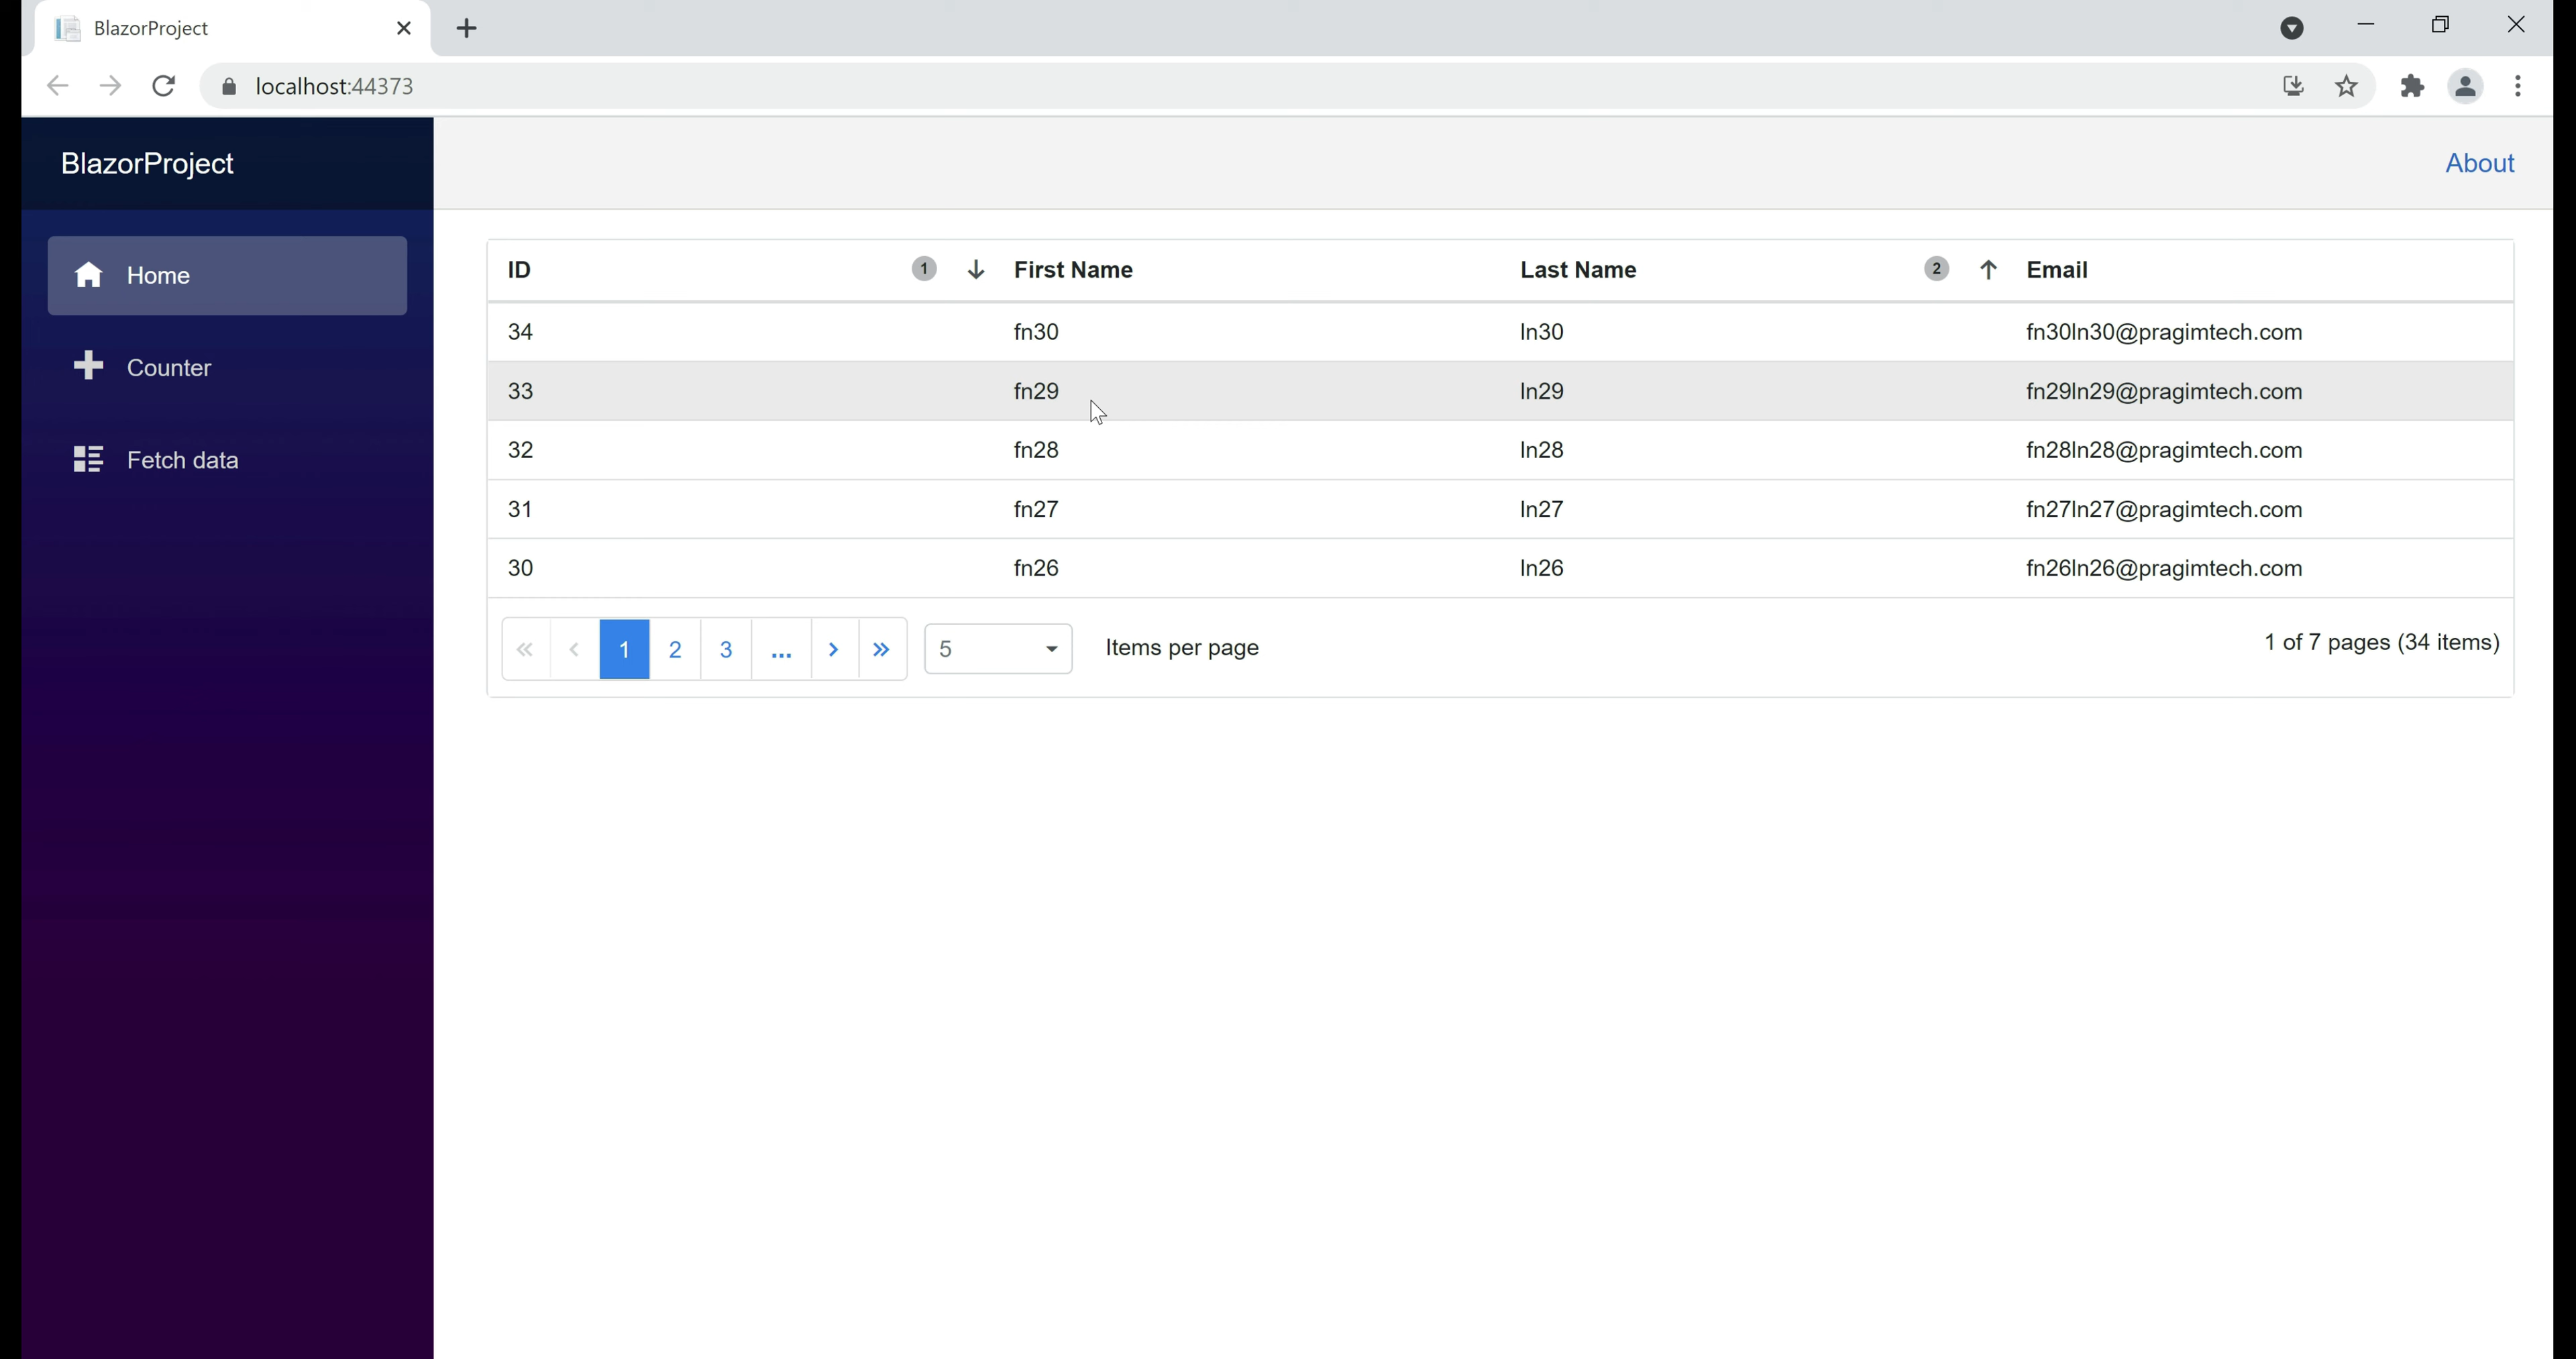 BlazorProject
localhost:44373
BlazorProject
About
Home
Counter
Fetch data
ID 1 First Name Last Name 2 Email
34 fn30 ln30 fn30ln30@pragimtech.com
33 fn29 ln29 fn29ln29@pragimtech.com
32 fn28 ln28 fn28ln28@pragimtech.com
31 fn27 ln27 fn27ln27@pragimtech.com
30 fn26 ln26 fn26ln26@pragimtech.com
1 2 3 ... 5 Items per page 1 of 7 pages (34 items)